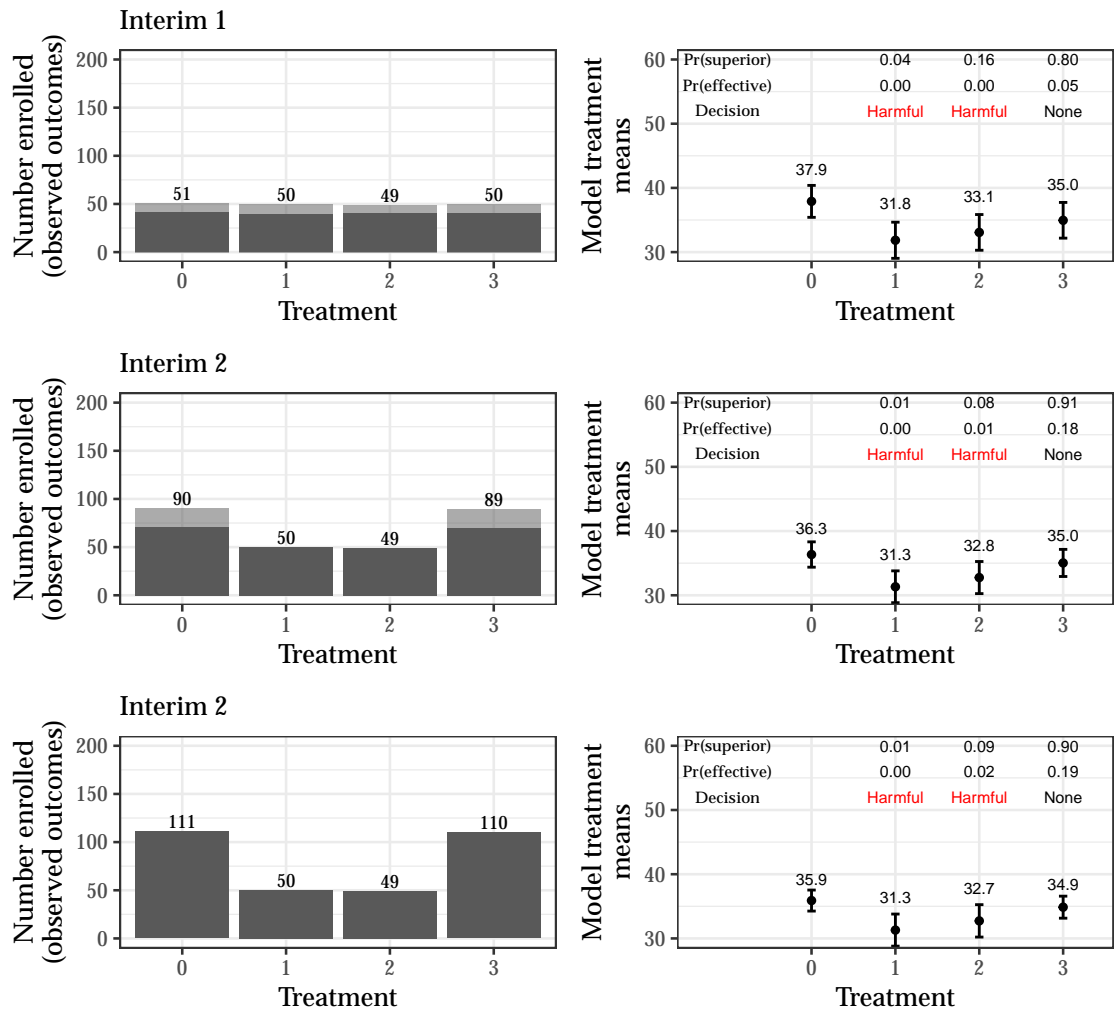 Interim 1
Number enrolled
(observed outcomes)
200
150
100
50
0
51 50 49 50
0 1 2 3
Treatment
Model treatment
means
60
50
40
30
Pr(superior) 0.04 0.16 0.80
Pr(effective) 0.00 0.00 0.05
Decision Harmful Harmful None
37.9 31.8 33.1 35.0
0 1 2 3
Treatment
Interim 2
Number enrolled
(observed outcomes)
200
150
100
50
0
90 50 49 89
0 1 2 3
Treatment
Model treatment
means
60
50
40
30
Pr(superior) 0.01 0.08 0.91
Pr(effective) 0.00 0.01 0.18
Decision Harmful Harmful None
36.3 31.3 32.8 35.0
0 1 2 3
Treatment
Interim 2
Number enrolled
(observed outcomes)
200
150
100
50
0
111 50 49 110
0 1 2 3
Treatment
Model treatment
means
60
50
40
30
Pr(superior) 0.01 0.09 0.90
Pr(effective) 0.00 0.02 0.19
Decision Harmful Harmful None
35.9 31.3 32.7 34.9
0 1 2 3
Treatment